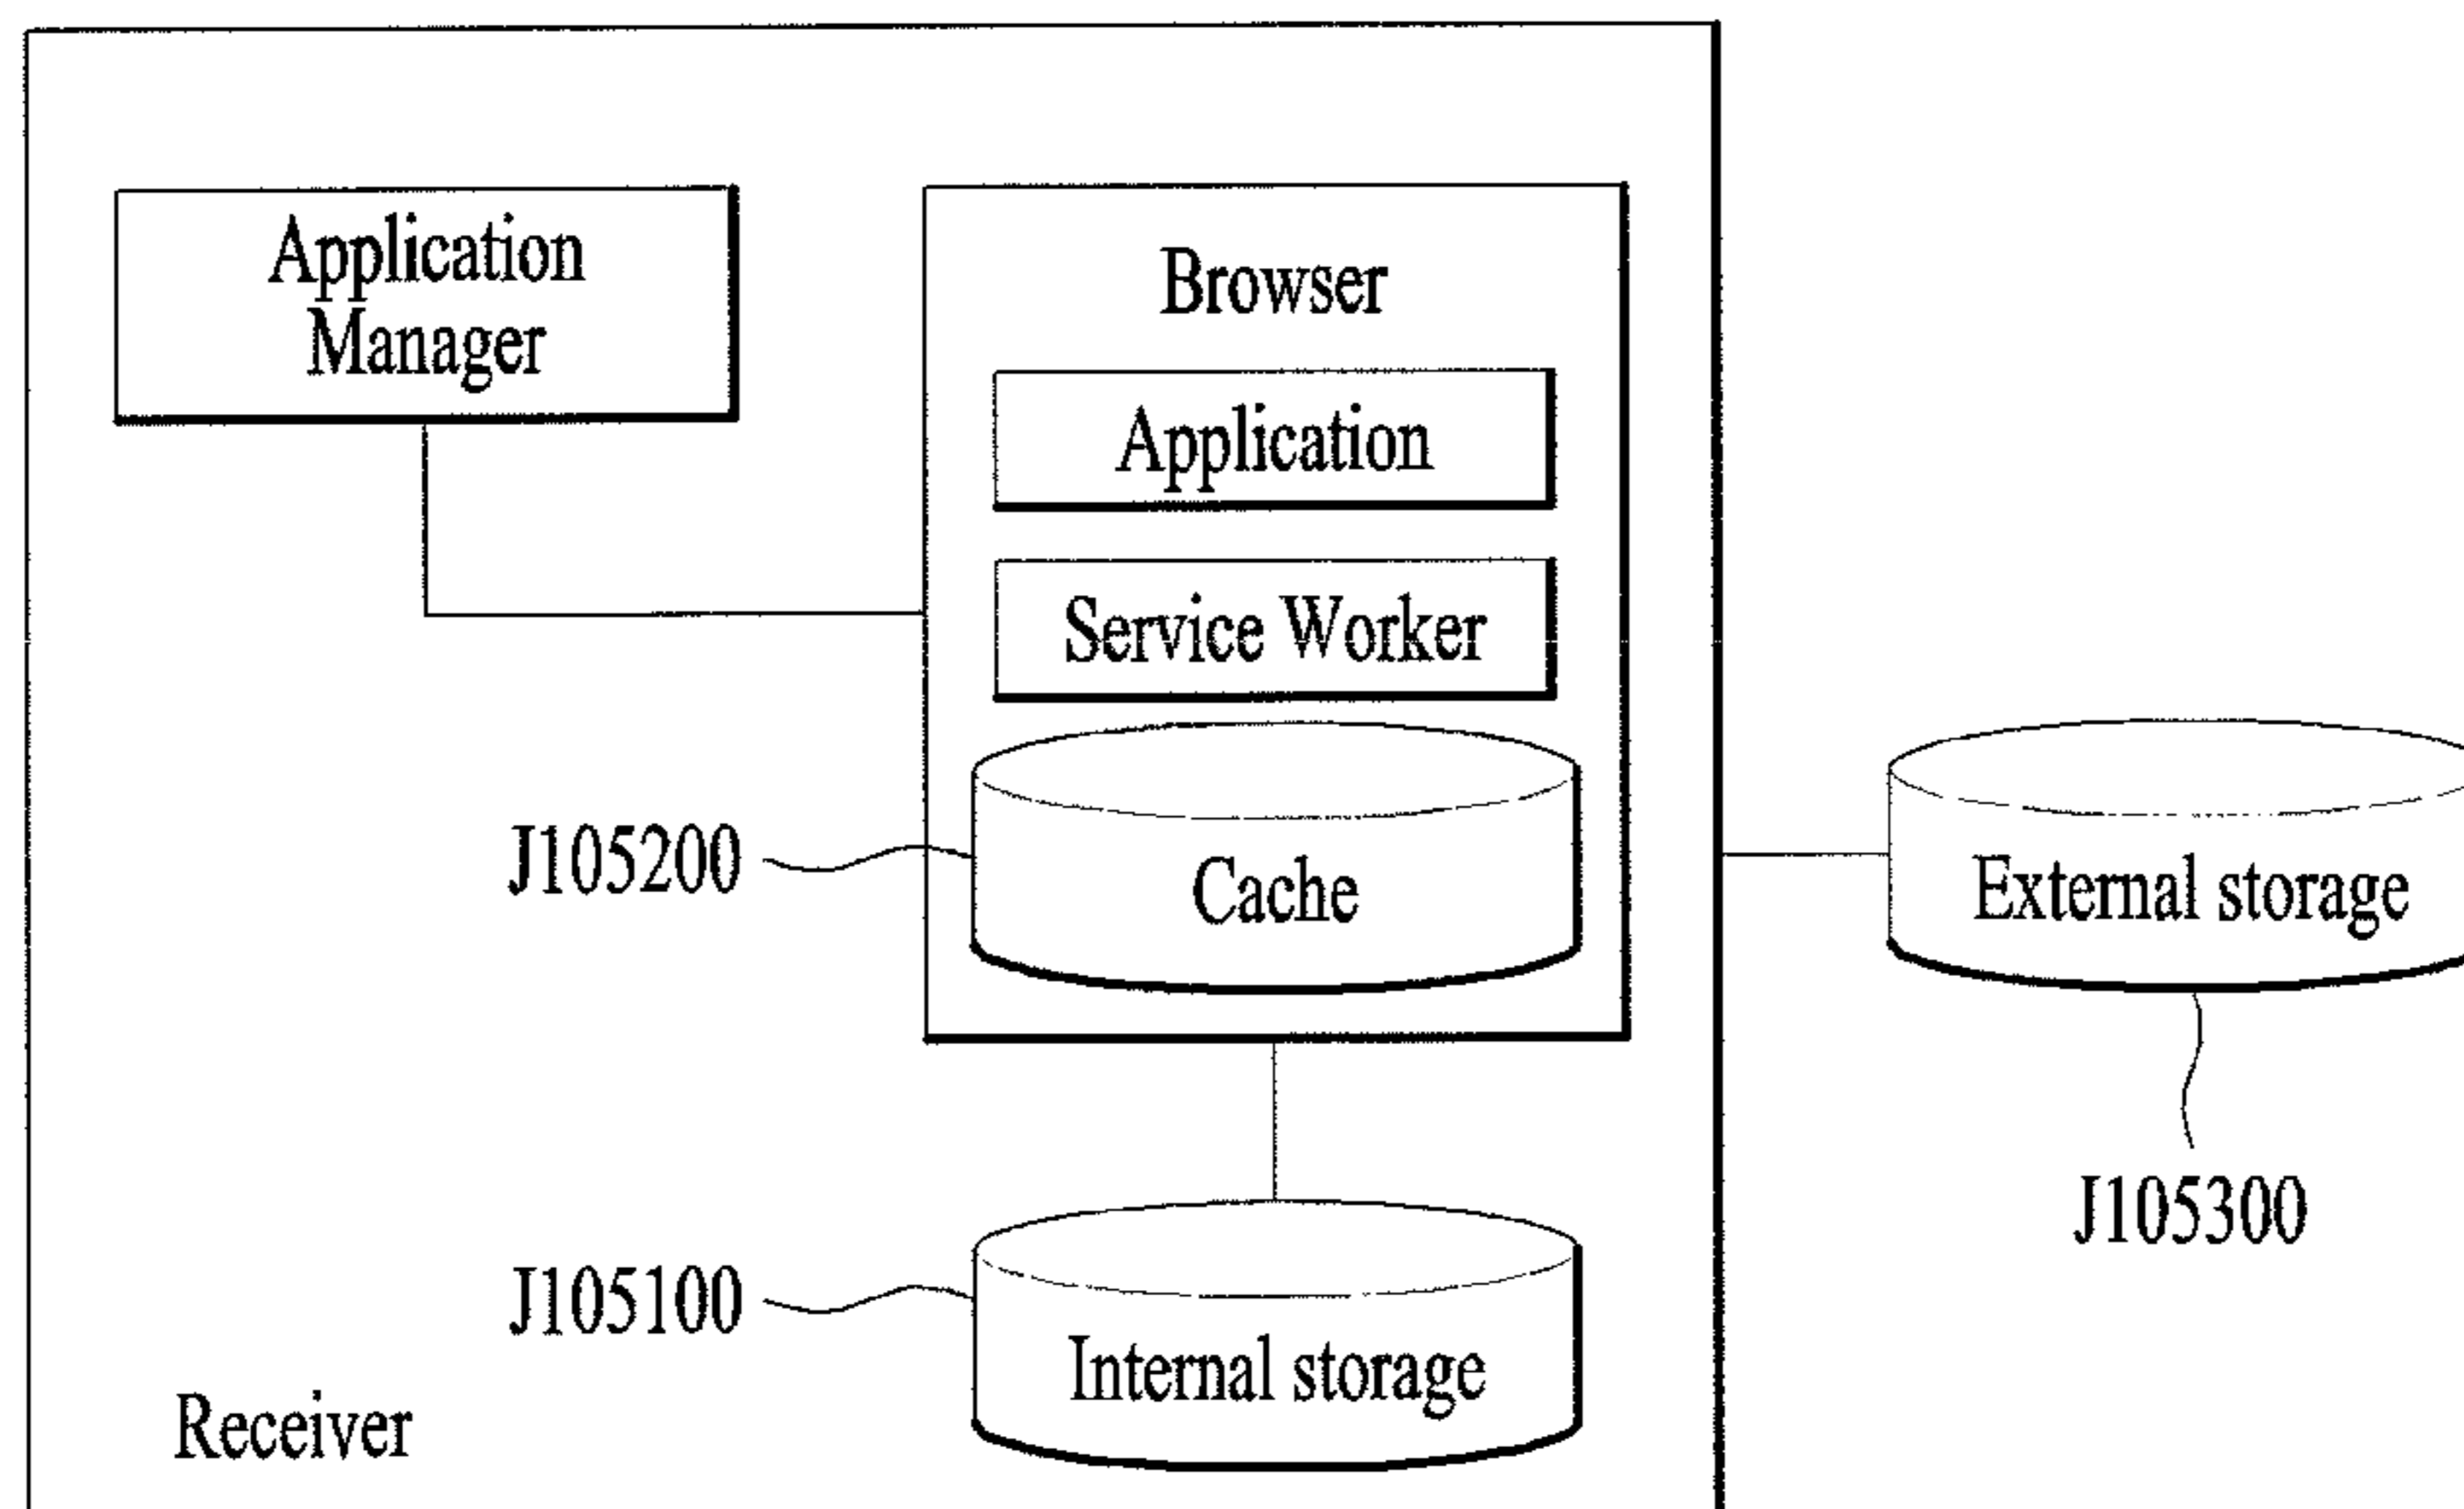 Application
Manager
Browser
Application
Service Worker
J105200
Cache
External storage
J105300
J105100
Internal storage
Receiver